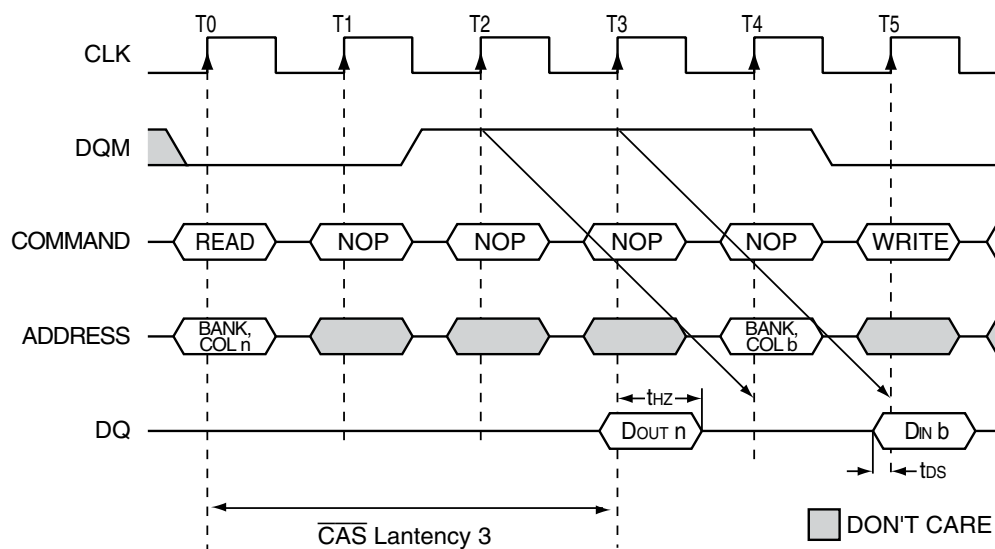 T0 T1 T2 T3 T4 T5
CLK
DQM
COMMAND READ NOP NOP NOP NOP WRITE
ADDRESS BANK, COL n BANK, COL b
tHZ
DQ DOUT n DIN b
tDS
CAS Lantency 3
DON'T CARE